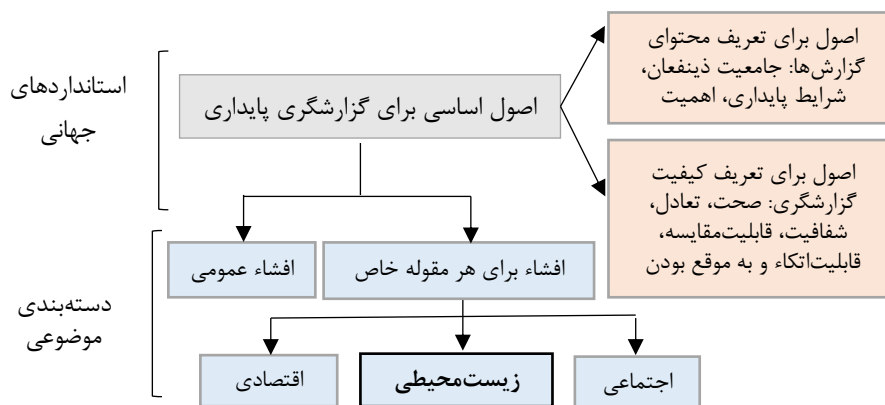 اصول برای تعریف محتوای
گزارش‌ها: جامعیت ذینفعان،
شرایط پایداری، اهمیت
استانداردهای
جهانی
اصول اساسی برای گزارشگری پایداری
اصول برای تعریف کیفیت
گزارشگری: صحت، تعادل،
شفافیت، قابلیت‌مقایسه،
قابلیت‌اتکاء و به موقع بودن
افشاء برای هر مقوله خاص
افشاء عمومی
دسته‌بندی
موضوعی
اجتماعی
زیست‌محیطی
اقتصادی